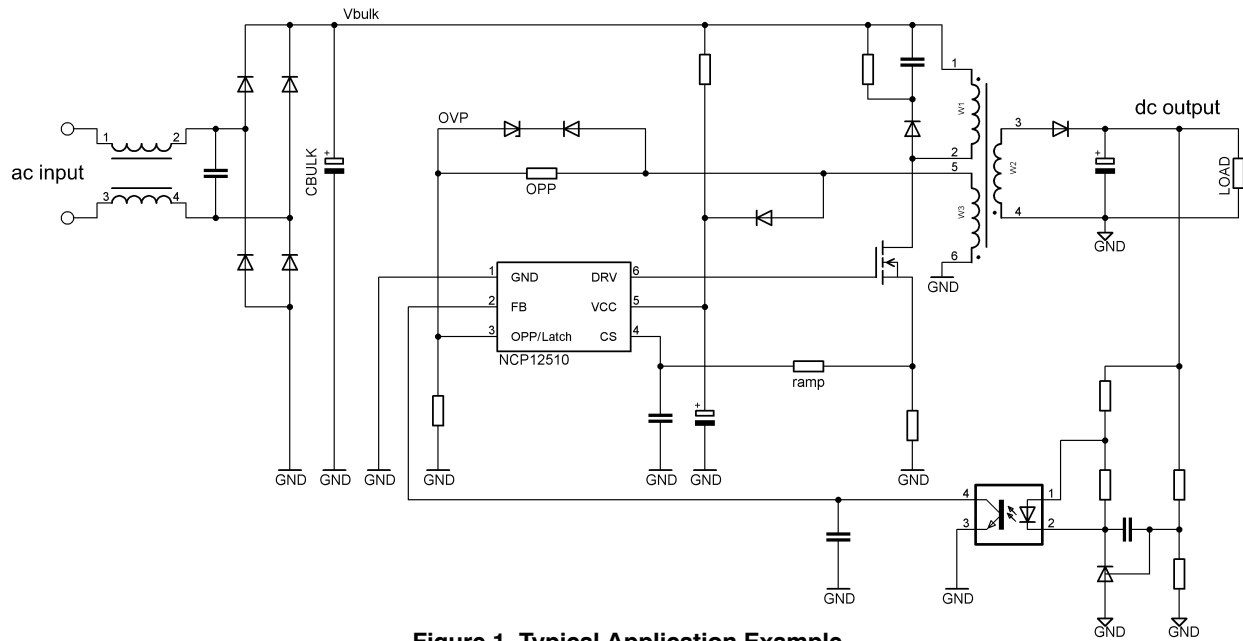 Vbulk
1
2
3
4
ac input
CBULK
+
OVP
OPP
1
2
W1
5
6
W3
3
4
W2
dc output
+
LOAD
GND
GND
1 GND DRV 6
2 FB VCC 5
3 OPP/Latch CS 4
NCP12510
ramp
+
GND
GND
GND
GND
GND
GND
GND
4
3
1
2
GND
GND
GND
GND
Figure 1. Typical Application Example